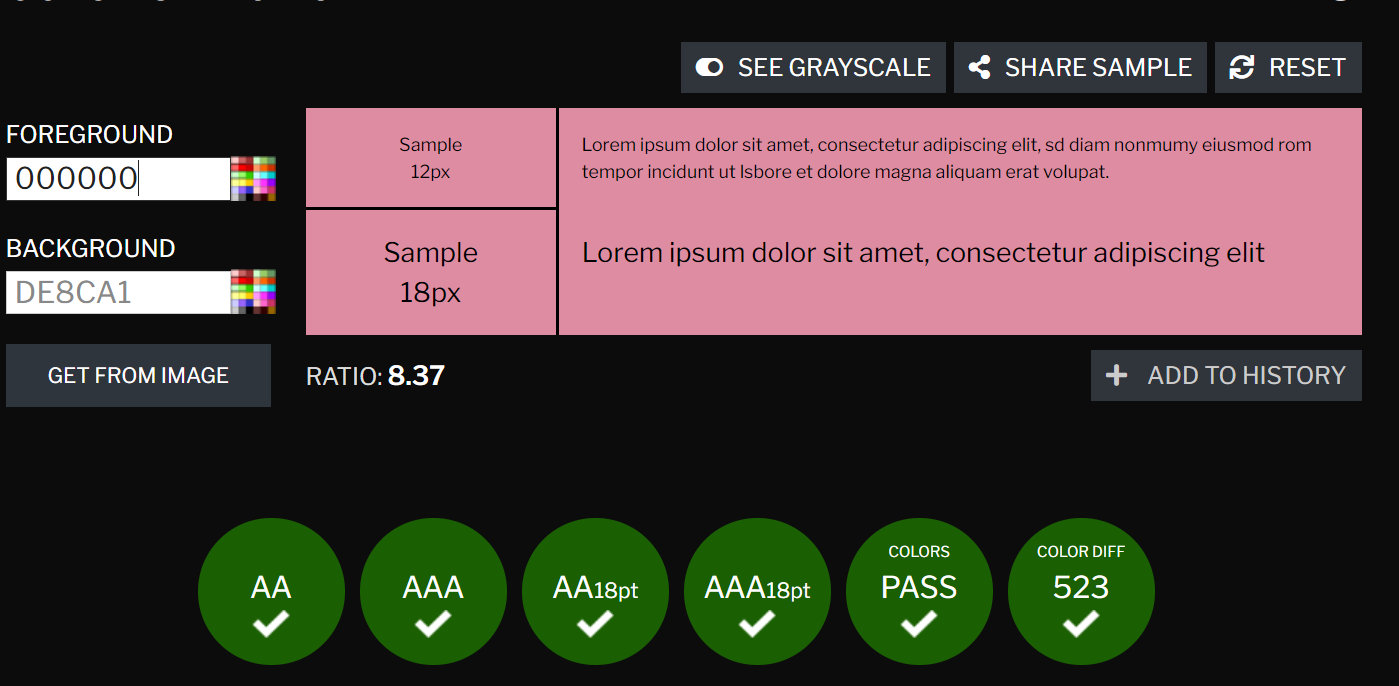 SEE GRAYSCALE
SHARE SAMPLE
RESET
FOREGROUND
000000
BACKGROUND
DE8CA1
GET FROM IMAGE
Sample
12px
Lorem ipsum dolor sit amet, consectetur adipiscing elit, sd diam nonmumy eiusmod rom
tempor incidunt ut lsbore et dolore magna aliquam erat volupat.
Sample
18px
Lorem ipsum dolor sit amet, consectetur adipiscing elit
RATIO: 8.37
ADD TO HISTORY
AA
AAA
AA18pt
AAA18pt
COLORS
PASS
COLOR DIFF
523